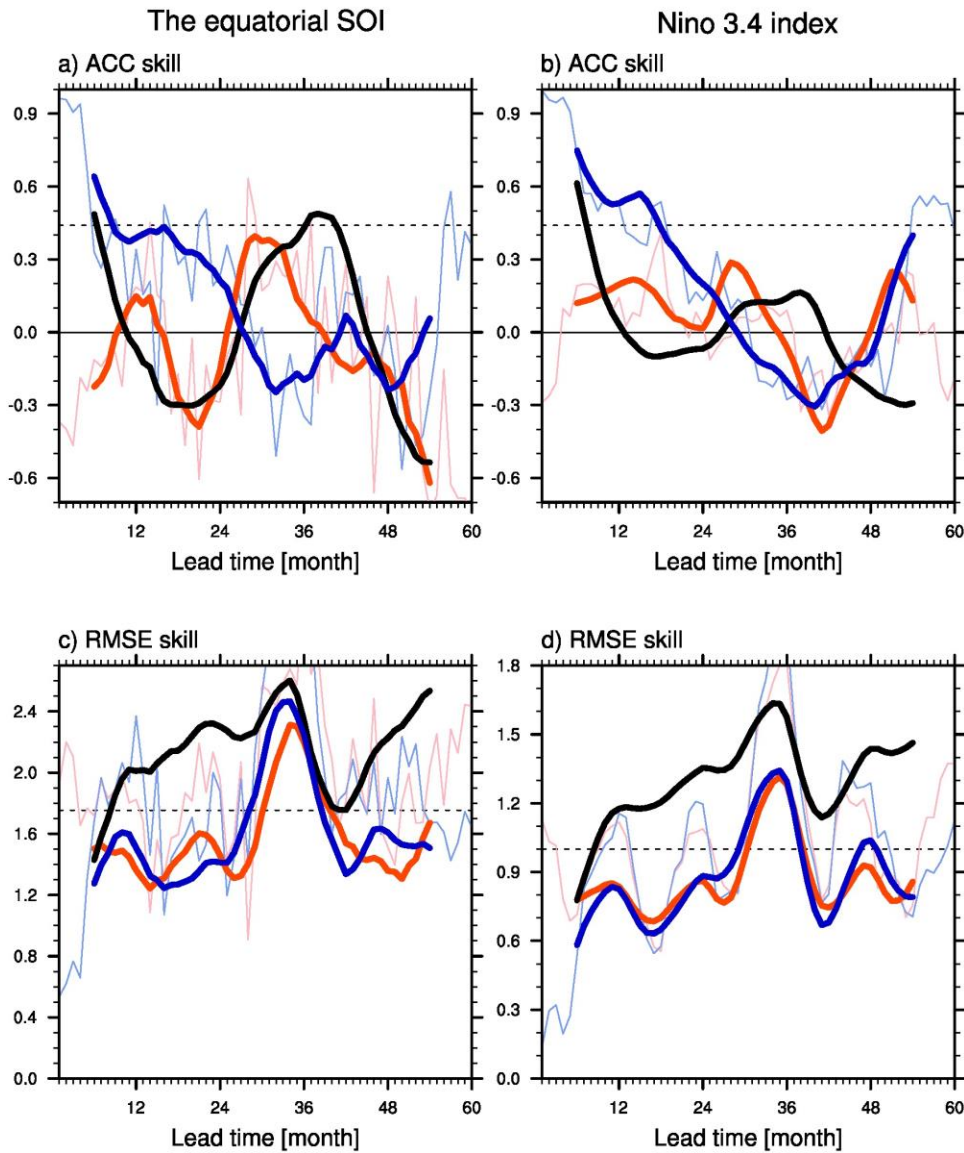 The equatorial SOI
Nino 3.4 index
a) ACC skill
0.9
0.6
0.3
0.0
-0.3
-0.6
12 24 36 48 60
Lead time [month]
b) ACC skill
0.9
0.6
0.3
0.0
-0.3
-0.6
12 24 36 48 60
Lead time [month]
c) RMSE skill
2.4
2.0
1.6
1.2
0.8
0.4
0.0
12 24 36 48 60
Lead time [month]
d) RMSE skill
1.8
1.5
1.2
0.9
0.6
0.3
0.0
12 24 36 48 60
Lead time [month]